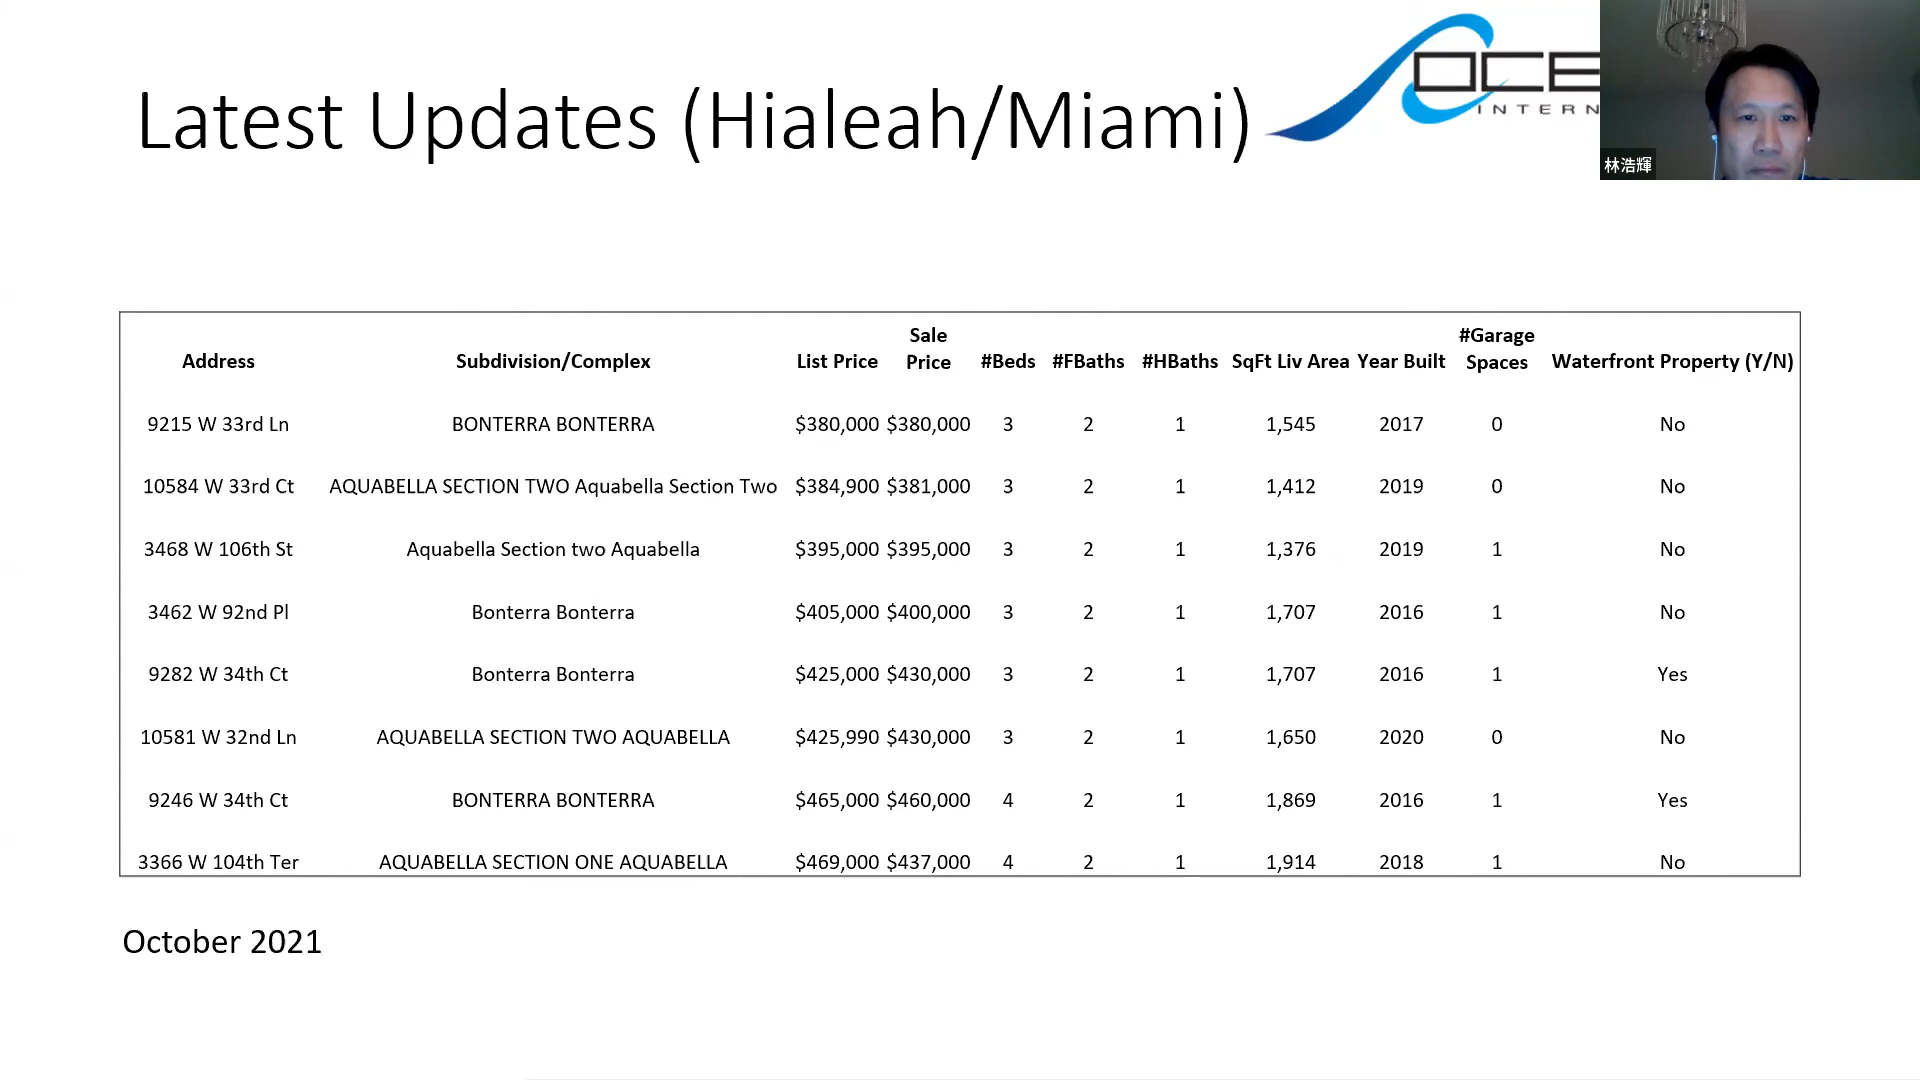 Latest Updates (Hialeah/Miami)
OCE
INTERN
林浩輝
Address Subdivision/Complex List Price Sale Price #Beds #FBaths #HBaths SqFt Liv Area Year Built #Garage Spaces Waterfront Property (Y/N)
9215 W 33rd Ln BONTERRA BONTERRA $380,000 $380,000 3 2 1 1,545 2017 0 No
10584 W 33rd Ct AQUABELLA SECTION TWO Aquabella Section Two $384,900 $381,000 3 2 1 1,412 2019 0 No
3468 W 106th St Aquabella Section two Aquabella $395,000 $395,000 3 2 1 1,376 2019 1 No
3462 W 92nd Pl Bonterra Bonterra $405,000 $400,000 3 2 1 1,707 2016 1 No
9282 W 34th Ct Bonterra Bonterra $425,000 $430,000 3 2 1 1,707 2016 1 Yes
10581 W 32nd Ln AQUABELLA SECTION TWO AQUABELLA $425,990 $430,000 3 2 1 1,650 2020 0 No
9246 W 34th Ct BONTERRA BONTERRA $465,000 $460,000 4 2 1 1,869 2016 1 Yes
3366 W 104th Ter AQUABELLA SECTION ONE AQUABELLA $469,000 $437,000 4 2 1 1,914 2018 1 No
October 2021